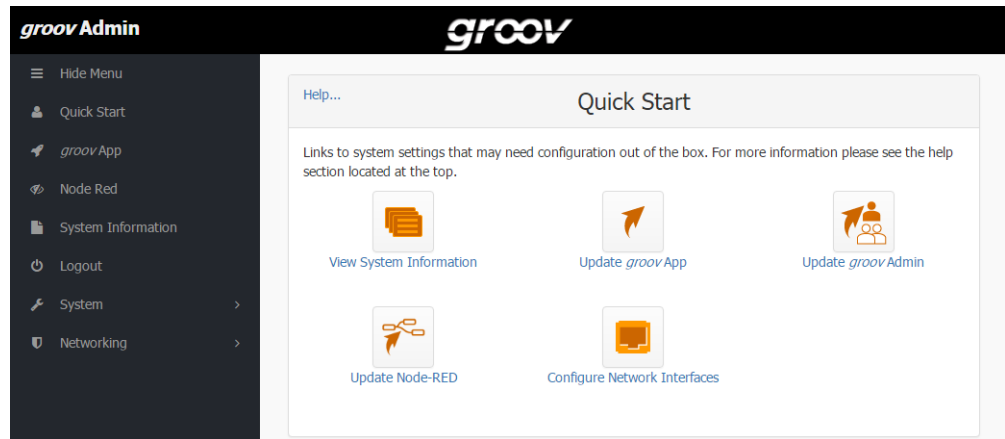 groov Admin
groov
Hide Menu
Quick Start
groov App
Node Red
System Information
Logout
System
Networking
Help...
Quick Start
Links to system settings that may need configuration out of the box. For more information please see the help
section located at the top.
View System Information
Update groov App
Update groov Admin
Update Node-RED
Configure Network Interfaces